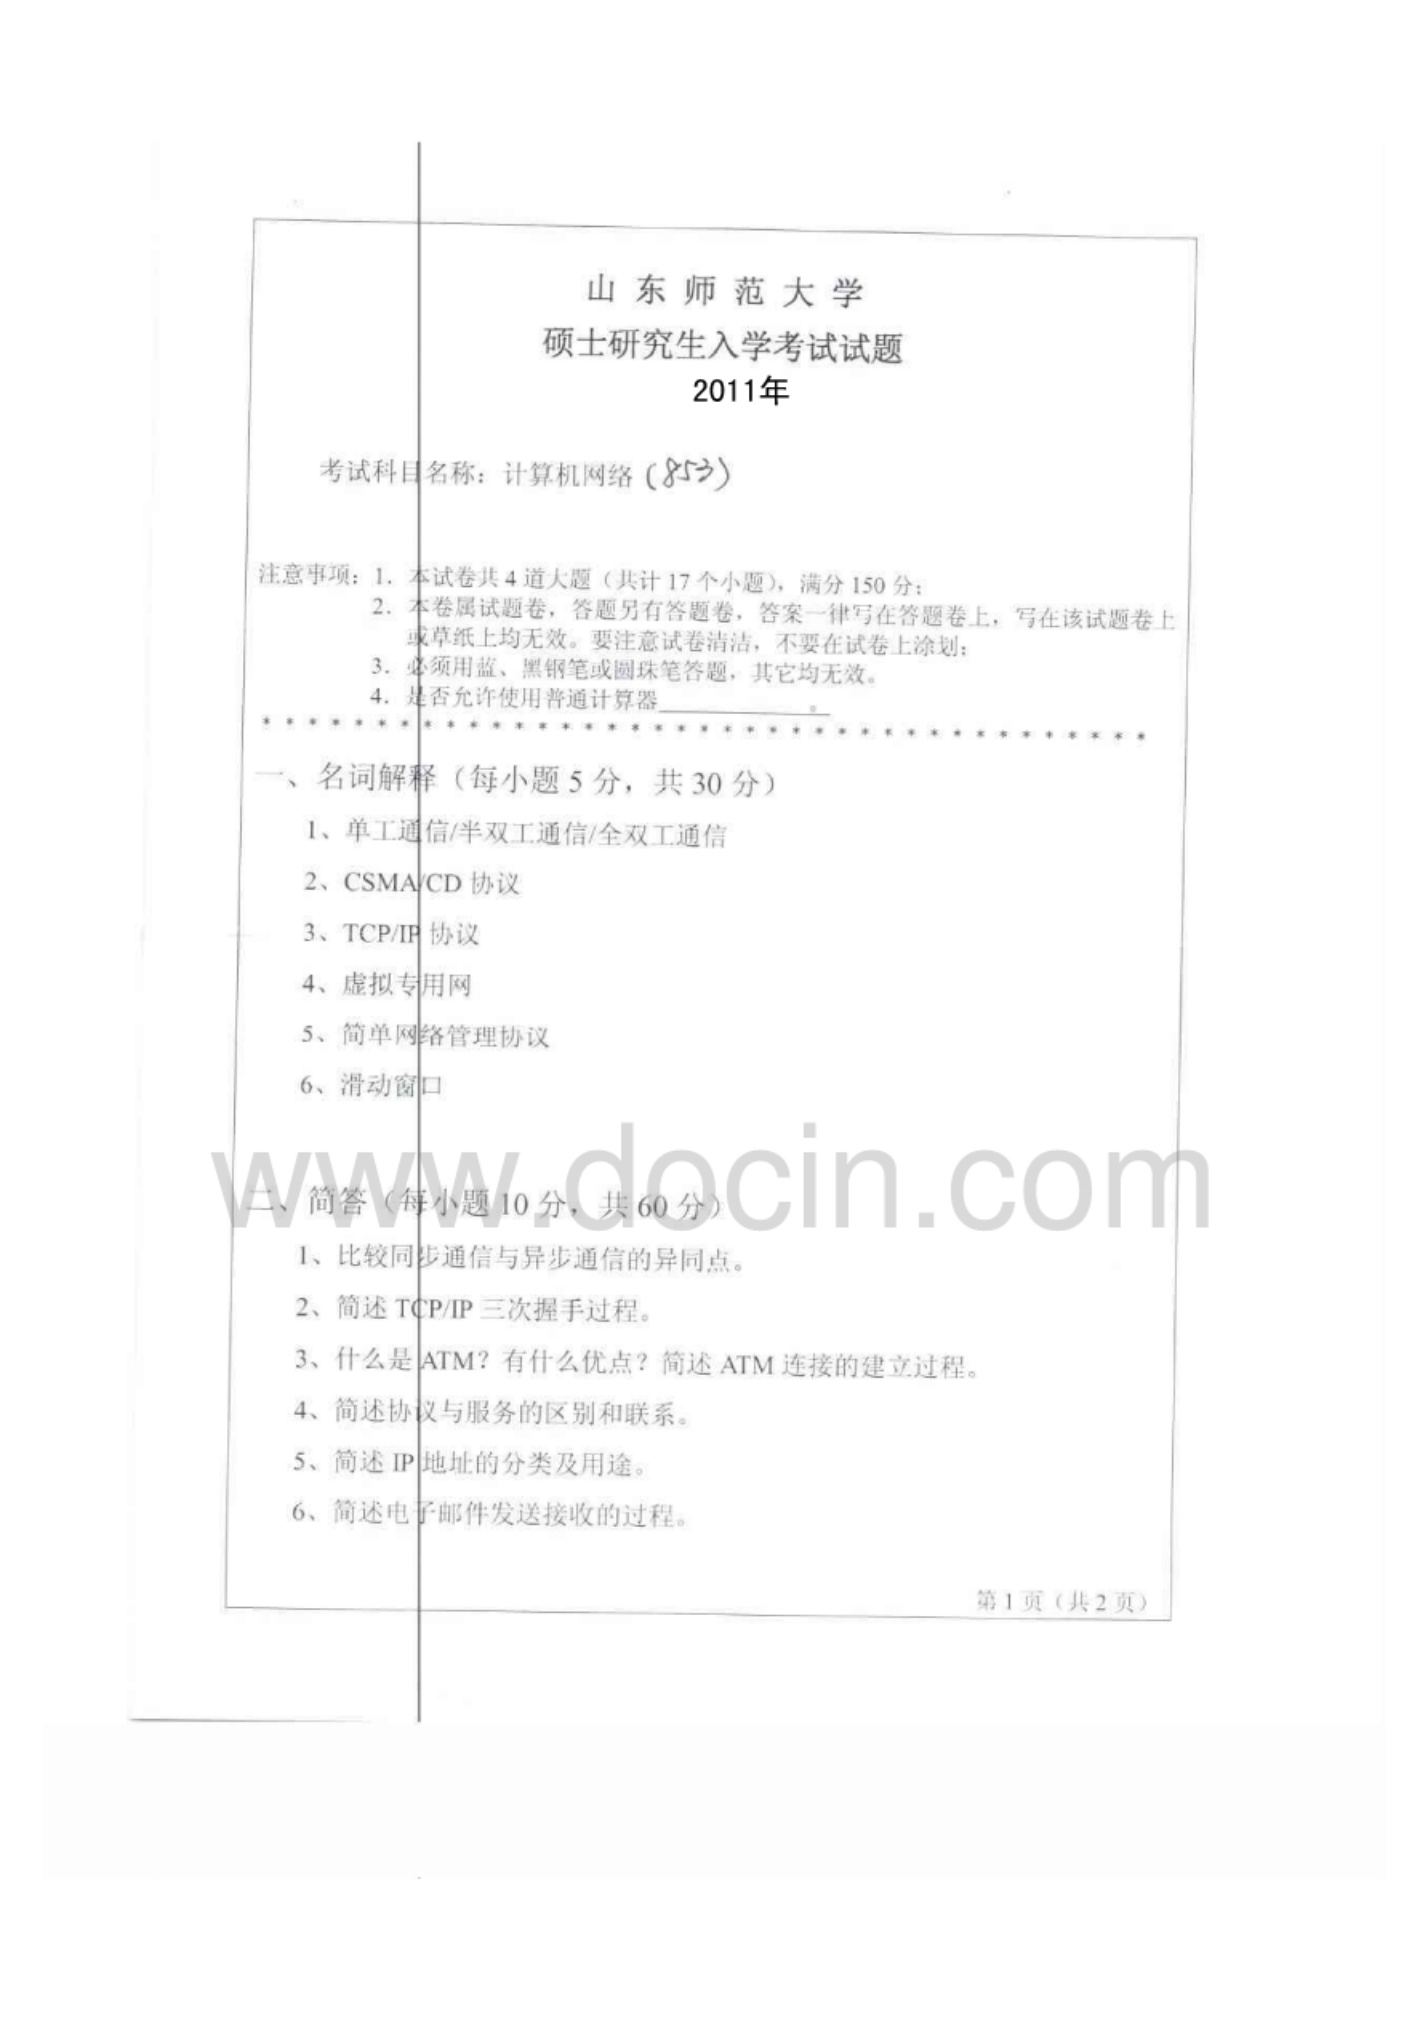 山东师范大学
硕士研究生入学考试试题
2011年
考试科目名称：计算机网络(853)
注意事项：1．本试卷共4道大题（共计17个小题），满分150分；
2．本卷属试题卷，答题另有答题卷，答案一律写在答题卷上，写在该试题卷上
或草纸上均无效。要注意试卷清洁，不要在试卷上涂划；
3．必须用蓝、黑钢笔或圆珠笔答题，其它均无效。
4．是否允许使用普通计算器____________。
* * * * * * * * * * * * * * * * * * * * * * * * * * * * * * * * * * * * * * *
一、名词解释（每小题5分，共30分）
1、单工通信/半双工通信/全双工通信
2、CSMA/CD 协议
3、TCP/IP 协议
4、虚拟专用网
5、简单网络管理协议
6、滑动窗口
www.docin.com
二、简答（每小题10分，共60分）
1、比较同步通信与异步通信的异同点。
2、简述 TCP/IP 三次握手过程。
3、什么是 ATM？有什么优点？简述 ATM 连接的建立过程。
4、简述协议与服务的区别和联系。
5、简述 IP 地址的分类及用途。
6、简述电子邮件发送接收的过程。
第1页（共2页）